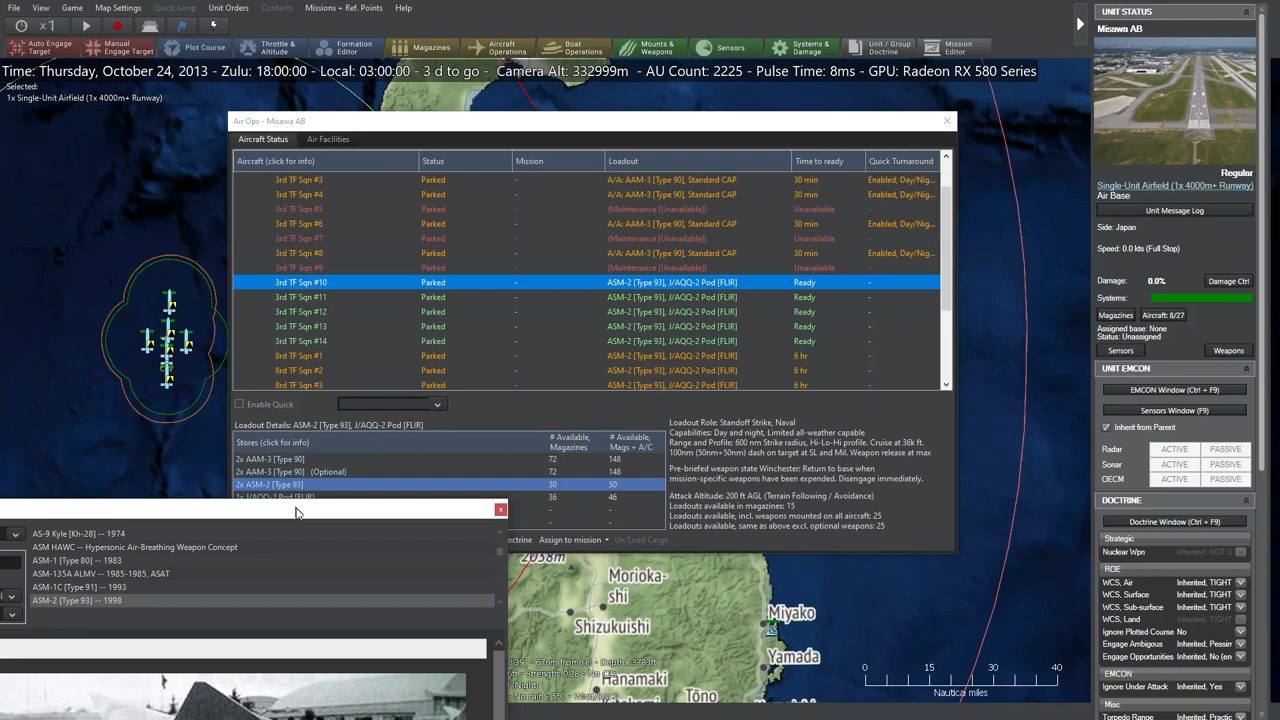 File View Game Map Settings Quick Jump Unit Orders Contacts Missions + Ref. Points Help
x1
Auto Engage Target
Manual Engage Target
Plot Course
Throttle & Altitude
Formation Editor
Magazines
Aircraft Operations
Boat Operations
Mounts & Weapons
Sensors
Systems & Damage
Unit / Group Doctrine
Mission Editor
Time: Thursday, October 24, 2013 - Zulu: 18:00:00 - Local: 03:00:00 - 3 d to go - Camera Alt: 332999m - AU Count: 2225 - Pulse Time: 8ms - GPU: Radeon RX 580 Series
Selected:
1x Single-Unit Airfield (1x 4000m+ Runway)
Air Ops - Misawa AB
Aircraft Status Air Facilities
Aircraft (click for info) Status Mission Loadout Time to ready Quick Turnaround
3rd TF Sqn #3 Parked - A/A: AAM-3 [Type 90], Standard CAP 30 min Enabled, Day/Nig...
3rd TF Sqn #4 Parked - A/A: AAM-3 [Type 90], Standard CAP 30 min Enabled, Day/Nig...
3rd TF Sqn #5 Parked - (Maintenance [Unavailable]) Unavailable -
3rd TF Sqn #6 Parked - A/A: AAM-3 [Type 90], Standard CAP 30 min Enabled, Day/Nig...
3rd TF Sqn #7 Parked - (Maintenance [Unavailable]) Unavailable -
3rd TF Sqn #8 Parked - A/A: AAM-3 [Type 90], Standard CAP 30 min Enabled, Day/Nig...
3rd TF Sqn #9 Parked - (Maintenance [Unavailable]) Unavailable -
3rd TF Sqn #10 Parked - ASM-2 [Type 93], J/AQQ-2 Pod [FLIR] Ready -
3rd TF Sqn #11 Parked - ASM-2 [Type 93], J/AQQ-2 Pod [FLIR] Ready -
3rd TF Sqn #12 Parked - ASM-2 [Type 93], J/AQQ-2 Pod [FLIR] Ready -
3rd TF Sqn #13 Parked - ASM-2 [Type 93], J/AQQ-2 Pod [FLIR] Ready -
3rd TF Sqn #14 Parked - ASM-2 [Type 93], J/AQQ-2 Pod [FLIR] Ready -
8rd TF Sqn #1 Parked - ASM-2 [Type 93], J/AQQ-2 Pod [FLIR] 6 hr -
8rd TF Sqn #2 Parked - ASM-2 [Type 93], J/AQQ-2 Pod [FLIR] 6 hr -
8rd TF Sqn #3 Parked - ASM-2 [Type 93], J/AQQ-2 Pod [FLIR] 6 hr -
Enable Quick
Loadout Details: ASM-2 [Type 93], J/AQQ-2 Pod [FLIR]
Stores (click for info) # Available, Magazines # Available, Mags + A/C
2x AAM-3 [Type 90] 72 148
2x AAM-3 [Type 90] (Optional) 72 148
2x ASM-2 [Type 93] 30 50
1x J/AQQ-2 Pod [FLIR] 36 46
- -
- -
Loadout Role: Standoff Strike, Naval
Capabilities: Day and night, Limited all-weather capable
Range and Profile: 600 nm Strike radius, Hi-Lo-Hi profile. Cruise at 36k ft.
100nm (50nm+50nm) dash on target at SL and Mil. Weapon release at max
Pre-briefed weapon state Winchester: Return to base when
mission-specific weapons have been expended. Disengage immediately.
Attack Altitude: 200 ft AGL (Terrain Following / Avoidance)
Loadouts available in magazines: 15
Loadouts available, incl. weapons mounted on all aircraft: 25
Loadouts available, same as above excl. optional weapons: 25
octrine Assign to mission Un/Load Cargo
AS-9 Kyle [Kh-28] -- 1974
ASM HAWC -- Hypersonic Air-Breathing Weapon Concept
ASM-1 [Type 80] -- 1983
ASM-135A ALMV -- 1985-1985, ASAT
ASM-1C [Type 91] -- 1993
ASM-2 [Type 93] -- 1998
Morioka-shi
Shizukuishi
Miyako
Yamada
Hanamaki
Tōno
0 15 30 40
Nautical miles
UNIT STATUS
Misawa AB
Regular
Single-Unit Airfield (1x 4000m+ Runway)
Air Base
Unit Message Log
Side: Japan
Speed: 0.0 kts (Full Stop)
Damage: 0.0% Damage Ctrl
Systems:
Magazines Aircraft: 8/27
Assigned base: None
Status: Unassigned
Sensors Weapons
UNIT EMCON
EMCON Window (Ctrl + F9)
Sensors Window (F9)
Inherit from Parent
Radar ACTIVE PASSIVE
Sonar ACTIVE PASSIVE
OECM ACTIVE PASSIVE
DOCTRINE
Doctrine Window (Ctrl + F9)
Strategic
Nuclear Wpn Inherited, NOT G
ROE
WCS, Air Inherited, TIGHT
WCS, Surface Inherited, TIGHT
WCS, Sub-surface Inherited, TIGHT
WCS, Land Inherited, TIGHT
Ignore Plotted Course No
Engage Ambiguous Inherited, Pessin
Engage Opportunities Inherited, No (en
EMCON
Ignore Under Attack Inherited, Yes
Misc
Torpedo Range Inherited, Practic